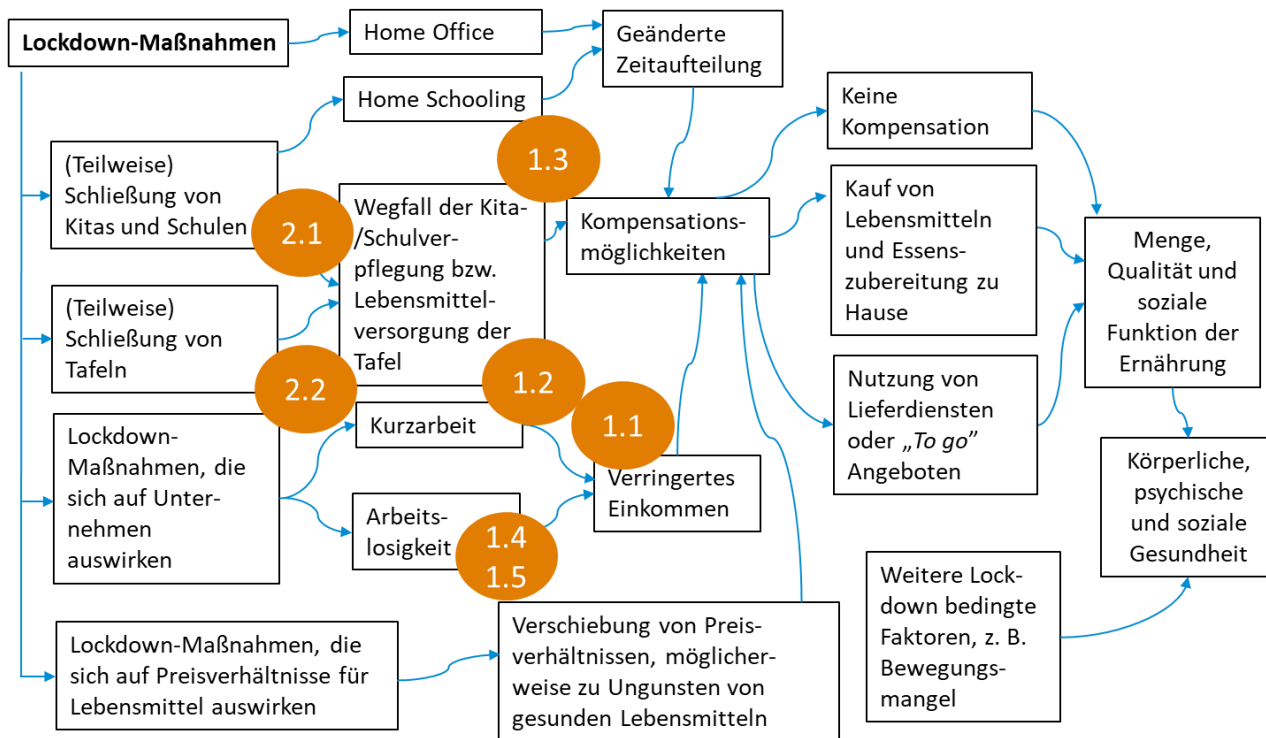 Lockdown-Maßnahmen
Home Office
Geänderte
Zeitaufteilung
Home Schooling
Keine
Kompensation
1.3
(Teilweise)
Schließung von
Kitas und Schulen
2.1
Wegfall der Kita-
/Schulver-
pflegung bzw.
Lebensmittel-
versorgung der
Tafel
Kompensations-
möglichkeiten
Kauf von
Lebensmitteln
und Essens-
zubereitung zu
Hause
Menge,
Qualität und
soziale
Funktion der
Ernährung
(Teilweise)
Schließung von
Tafeln
2.2
1.2
1.1
Nutzung von
Lieferdiensten
oder „To go”
Angeboten
Lockdown-
Maßnahmen, die
sich auf Unter-
nehmen
auswirken
Kurzarbeit
Verringertes
Einkommen
Körperliche,
psychische
und soziale
Gesundheit
Arbeits-
losigkeit
1.4
1.5
Weitere Lock-
down bedingte
Faktoren, z. B.
Bewegungs-
mangel
Lockdown-Maßnahmen, die
sich auf Preisverhältnisse für
Lebensmittel auswirken
Verschiebung von Preis-
verhältnissen, möglicher-
weise zu Ungunsten von
gesunden Lebensmitteln